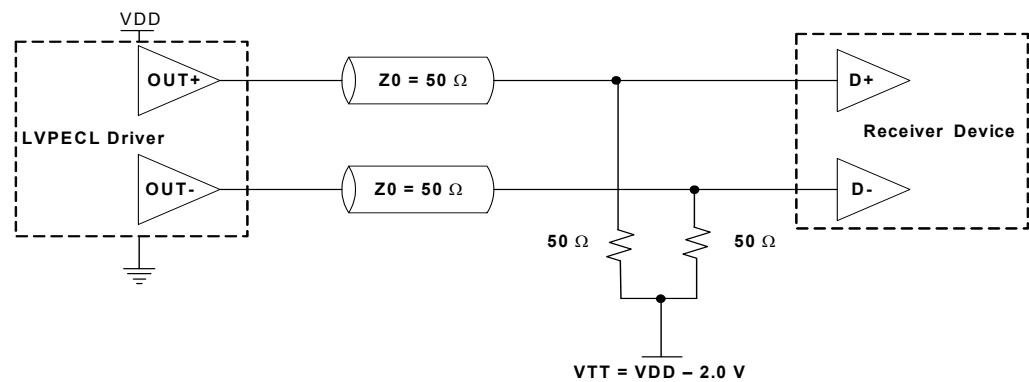 VDD
OUT+
Z0 = 50 Ω
D+
LVPECL Driver
Receiver Device
OUT-
Z0 = 50 Ω
D-
50 Ω
50 Ω
VTT = VDD – 2.0 V